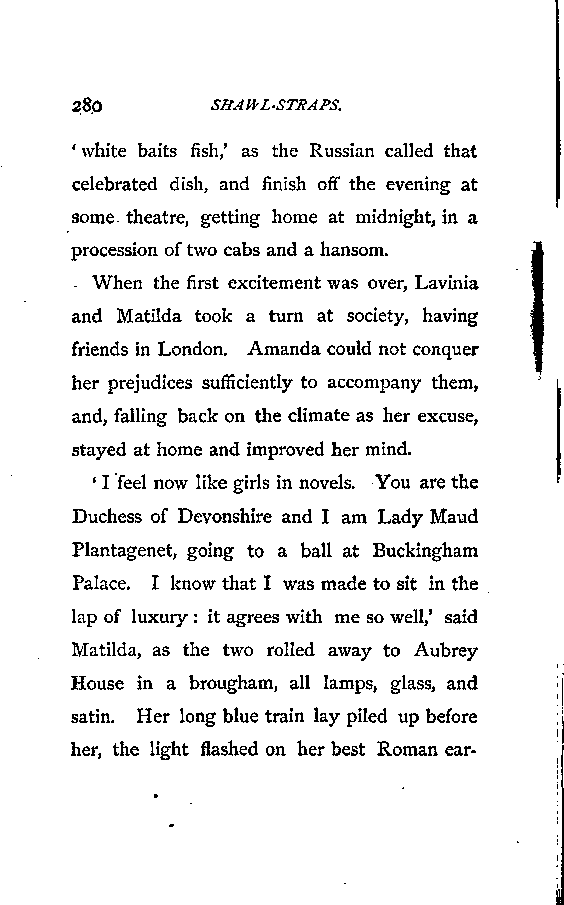 280 SHAWL-STRAPS.
'white baits fish,' as the Russian called that
celebrated dish, and finish off the evening at
some theatre, getting home at midnight, in a
procession of two cabs and a hansom.
When the first excitement was over, Lavinia
and Matilda took a turn at society, having
friends in London. Amanda could not conquer
her prejudices sufficiently to accompany them,
and, falling back on the climate as her excuse,
stayed at home and improved her mind.
'I feel now like girls in novels. You are the
Duchess of Devonshire and I am Lady Maud
Plantagenet, going to a ball at Buckingham
Palace. I know that I was made to sit in the
lap of luxury: it agrees with me so well,' said
Matilda, as the two rolled away to Aubrey
House in a brougham, all lamps, glass, and
satin. Her long blue train lay piled up before
her, the light flashed on her best Roman ear-